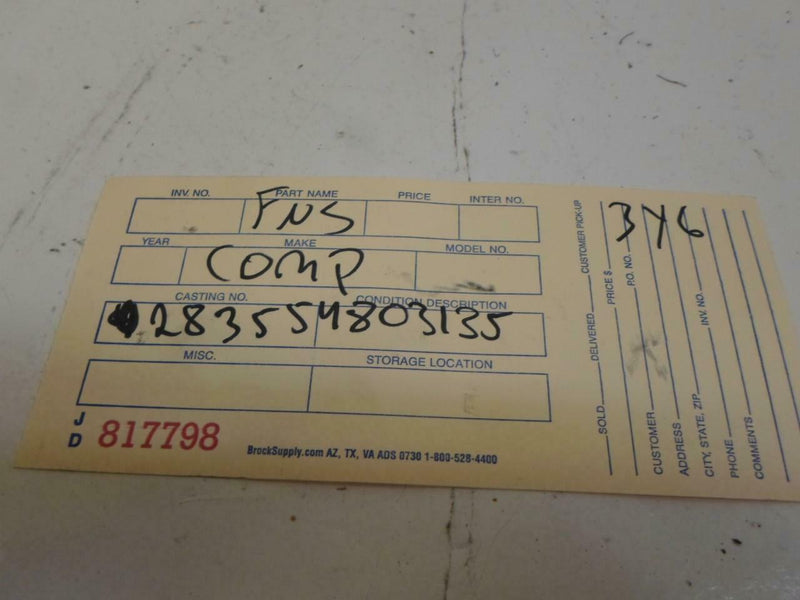 INV. NO. PART NAME PRICE INTER NO.
FNS
YEAR MAKE MODEL NO.
COMP
CASTING NO. CONDITION DESCRIPTION
2835554803135
MISC. STORAGE LOCATION
J D 817798
BrockSupply.com AZ, TX, VA ADS 0730 1-800-528-4400
3Y6
SOLD DELIVERED CUSTOMER PICK-UP
PRICE $
P.O. NO.
CUSTOMER
ADDRESS
CITY, STATE, ZIP INV. NO.
PHONE
COMMENTS